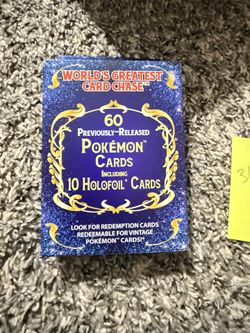 WORLD'S GREATEST
CARD CHASE™
60
PREVIOUSLY-RELEASED
POKÉMON™
CARDS
INCLUDING
10 HOLOFOIL CARDS
LOOK FOR REDEMPTION CARDS
REDEEMABLE FOR VINTAGE
POKÉMON™ CARDS!*
3